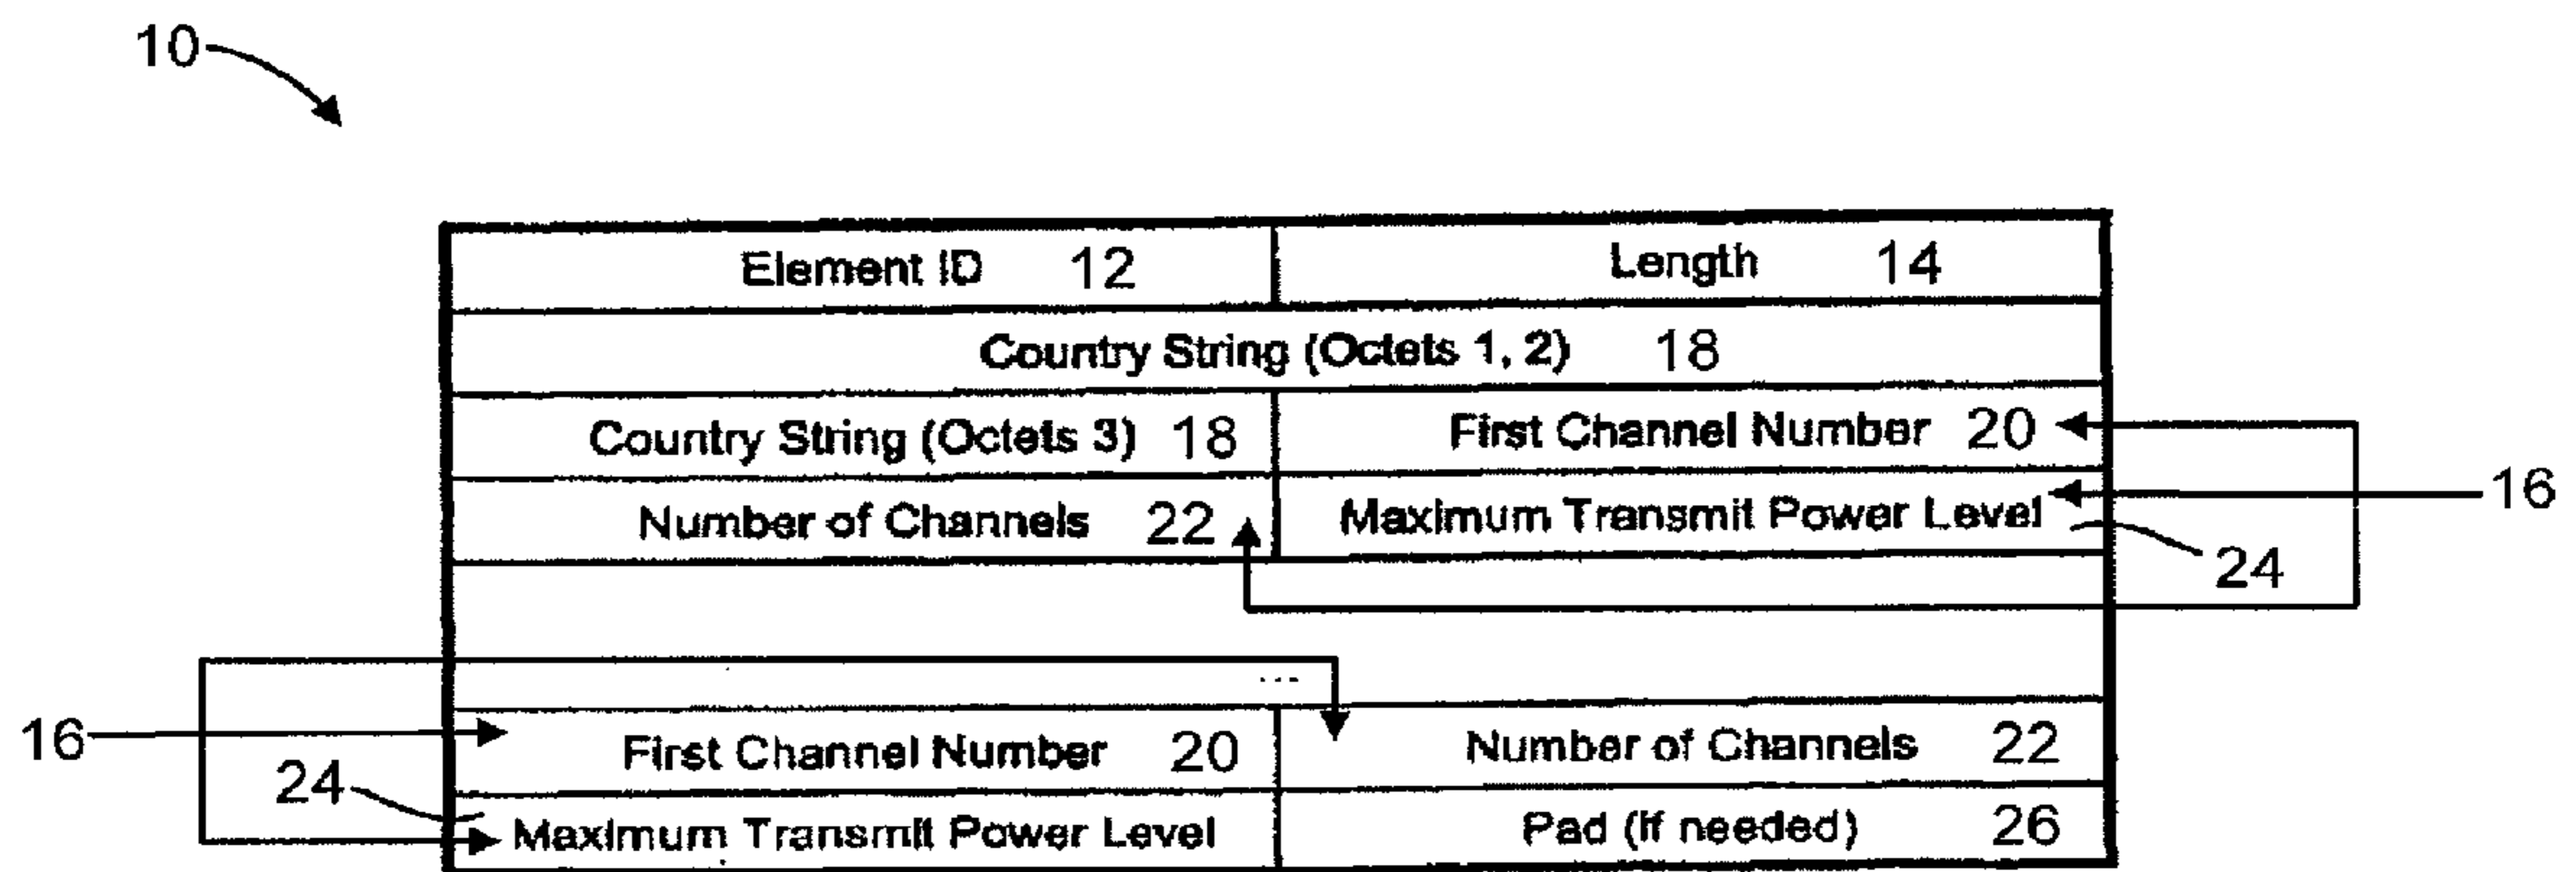 10
Element ID 12 Length 14
Country String (Octets 1, 2) 18
Country String (Octets 3) 18 First Channel Number 20
Number of Channels 22 Maximum Transmit Power Level 16
24
...
16 First Channel Number 20 Number of Channels 22
24 Maximum Transmit Power Level Pad (if needed) 26